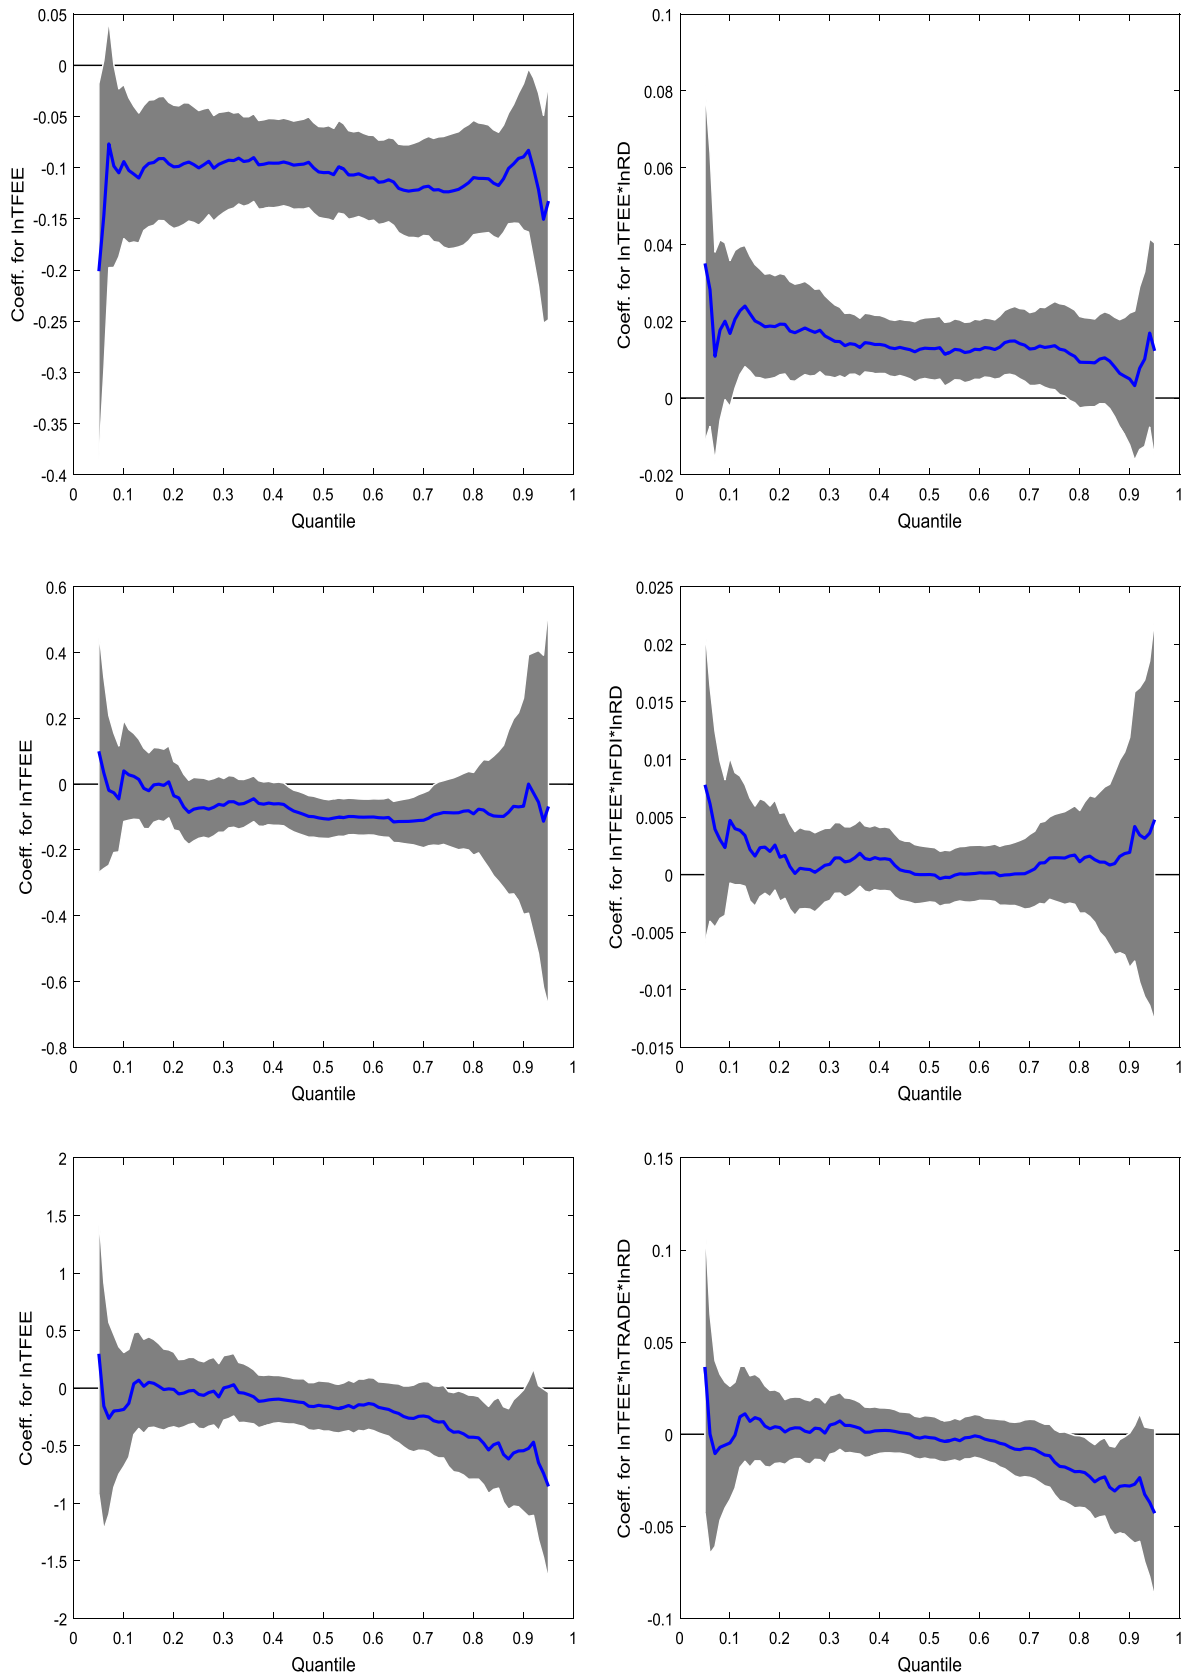 0.05
0
-0.05
-0.1
-0.15
-0.2
-0.25
-0.3
-0.35
-0.4
Coeff. for lnTFEE
0 0.1 0.2 0.3 0.4 0.5 0.6 0.7 0.8 0.9 1
Quantile
0.1
0.08
0.06
0.04
0.02
0
-0.02
Coeff. for lnTFEE*lnRD
0 0.1 0.2 0.3 0.4 0.5 0.6 0.7 0.8 0.9 1
Quantile
0.6
0.4
0.2
0
-0.2
-0.4
-0.6
-0.8
Coeff. for lnTFEE
0 0.1 0.2 0.3 0.4 0.5 0.6 0.7 0.8 0.9 1
Quantile
0.025
0.02
0.015
0.01
0.005
0
-0.005
-0.01
-0.015
Coeff. for lnTFEE*lnFDI*lnRD
0 0.1 0.2 0.3 0.4 0.5 0.6 0.7 0.8 0.9 1
Quantile
2
1.5
1
0.5
0
-0.5
-1
-1.5
-2
Coeff. for lnTFEE
0 0.1 0.2 0.3 0.4 0.5 0.6 0.7 0.8 0.9 1
Quantile
0.15
0.1
0.05
0
-0.05
-0.1
Coeff. for lnTFEE*lnTRADE*lnRD
0 0.1 0.2 0.3 0.4 0.5 0.6 0.7 0.8 0.9 1
Quantile